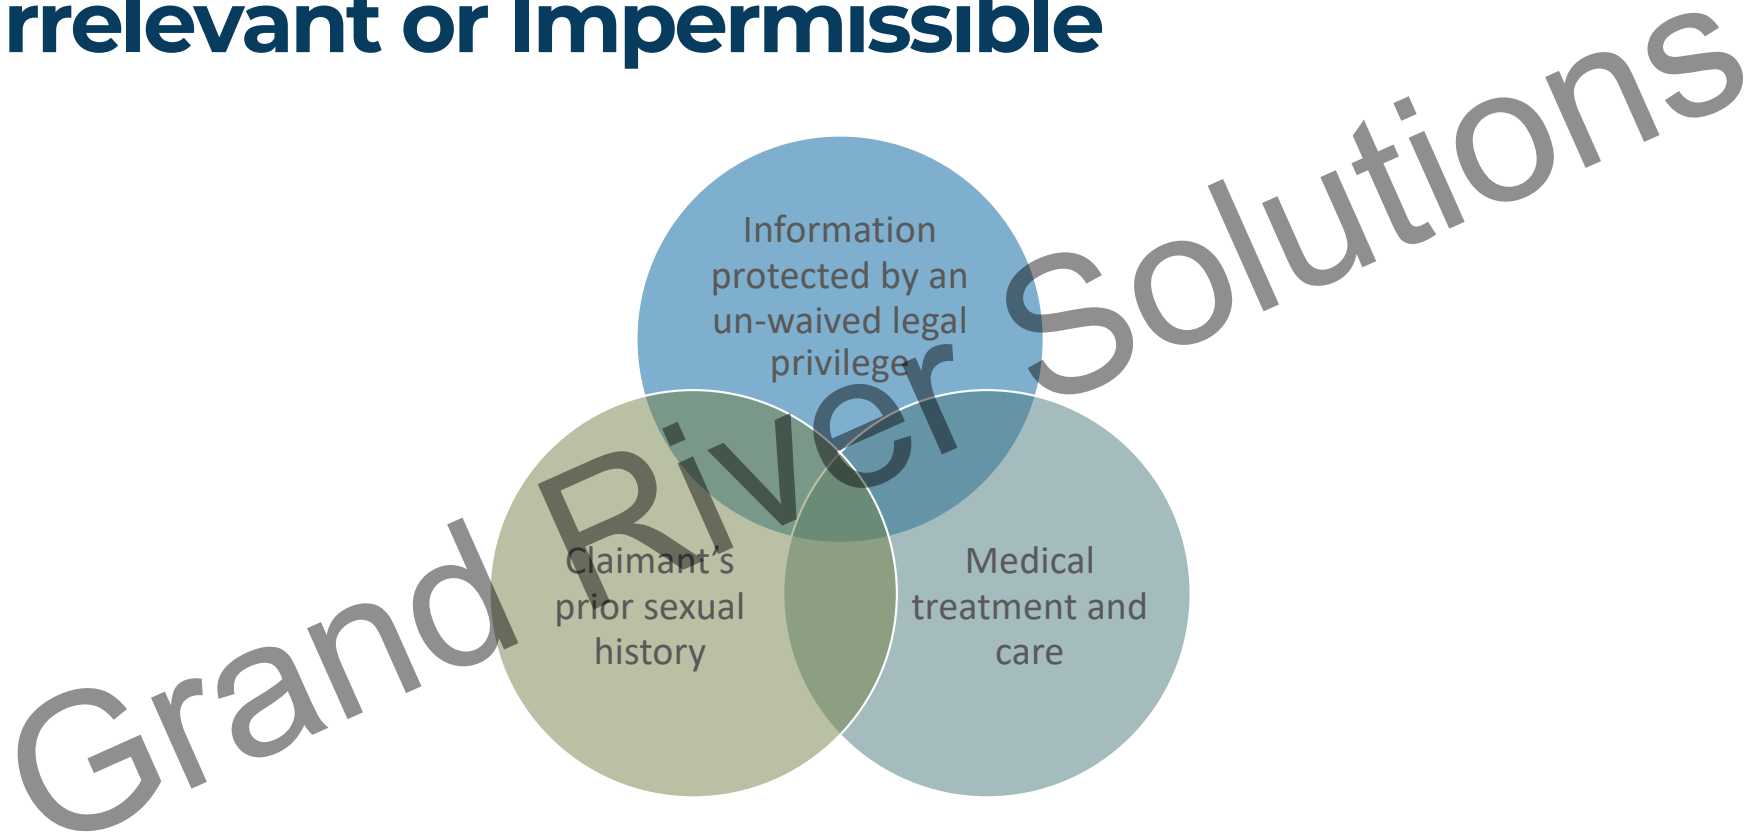 rrelevant or Impermissible
Information
protected by an
un-waived legal
privilege
Claimant's
prior sexual
history
Medical
treatment and
care
Grand River Solutions